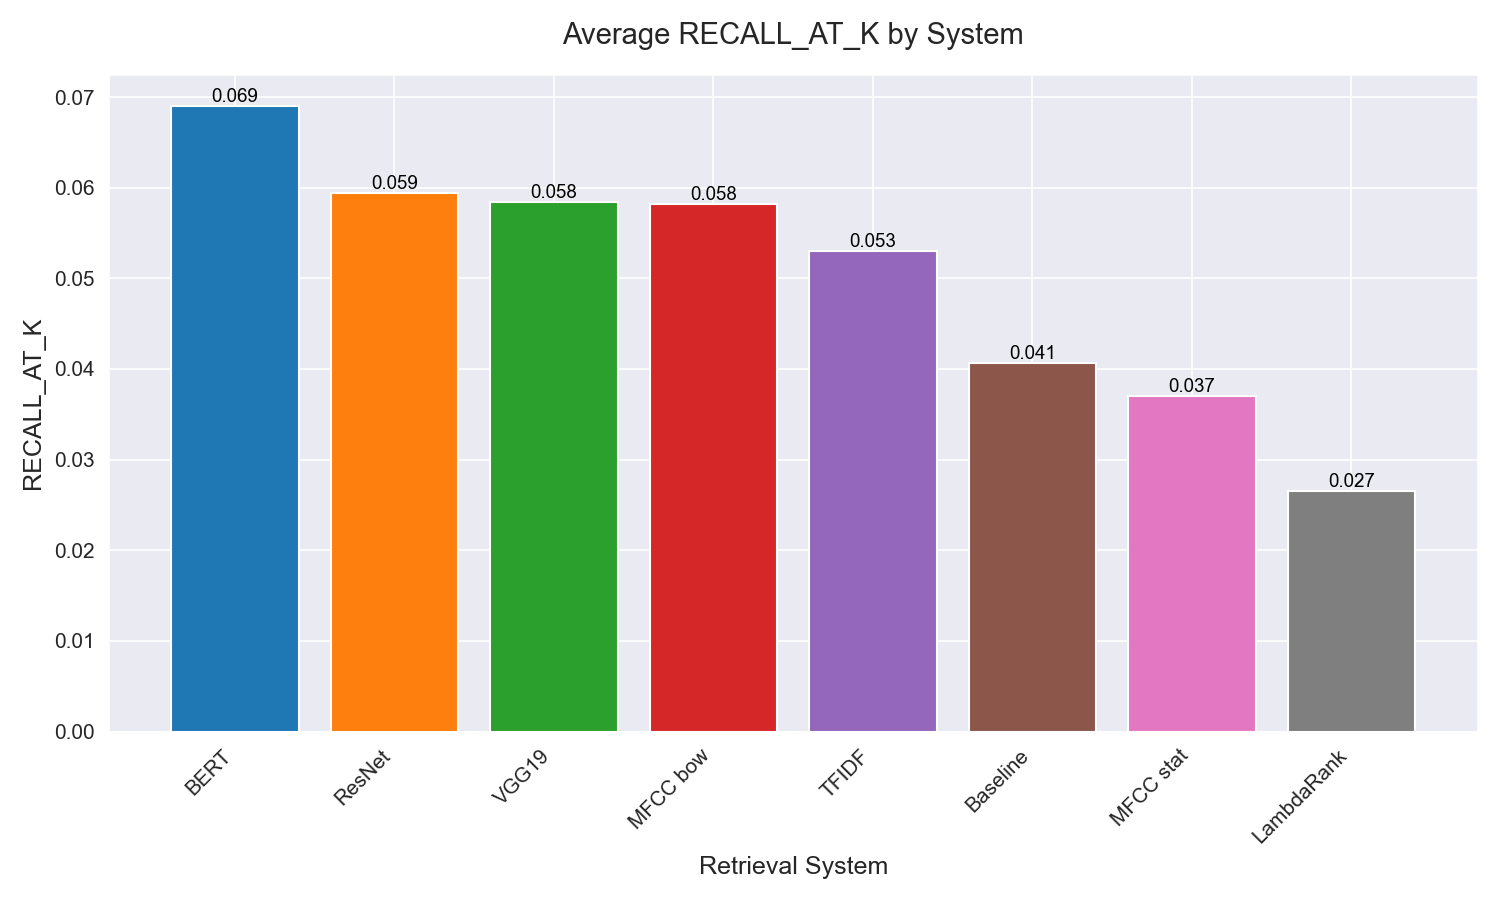 Average RECALL_AT_K by System
RECALL_AT_K
0.07
0.06
0.05
0.04
0.03
0.02
0.01
0.00
0.069
0.059
0.058
0.058
0.053
0.041
0.037
0.027
BERT
ResNet
VGG19
MFCC bow
TFIDF
Baseline
MFCC stat
LambdaRank
Retrieval System